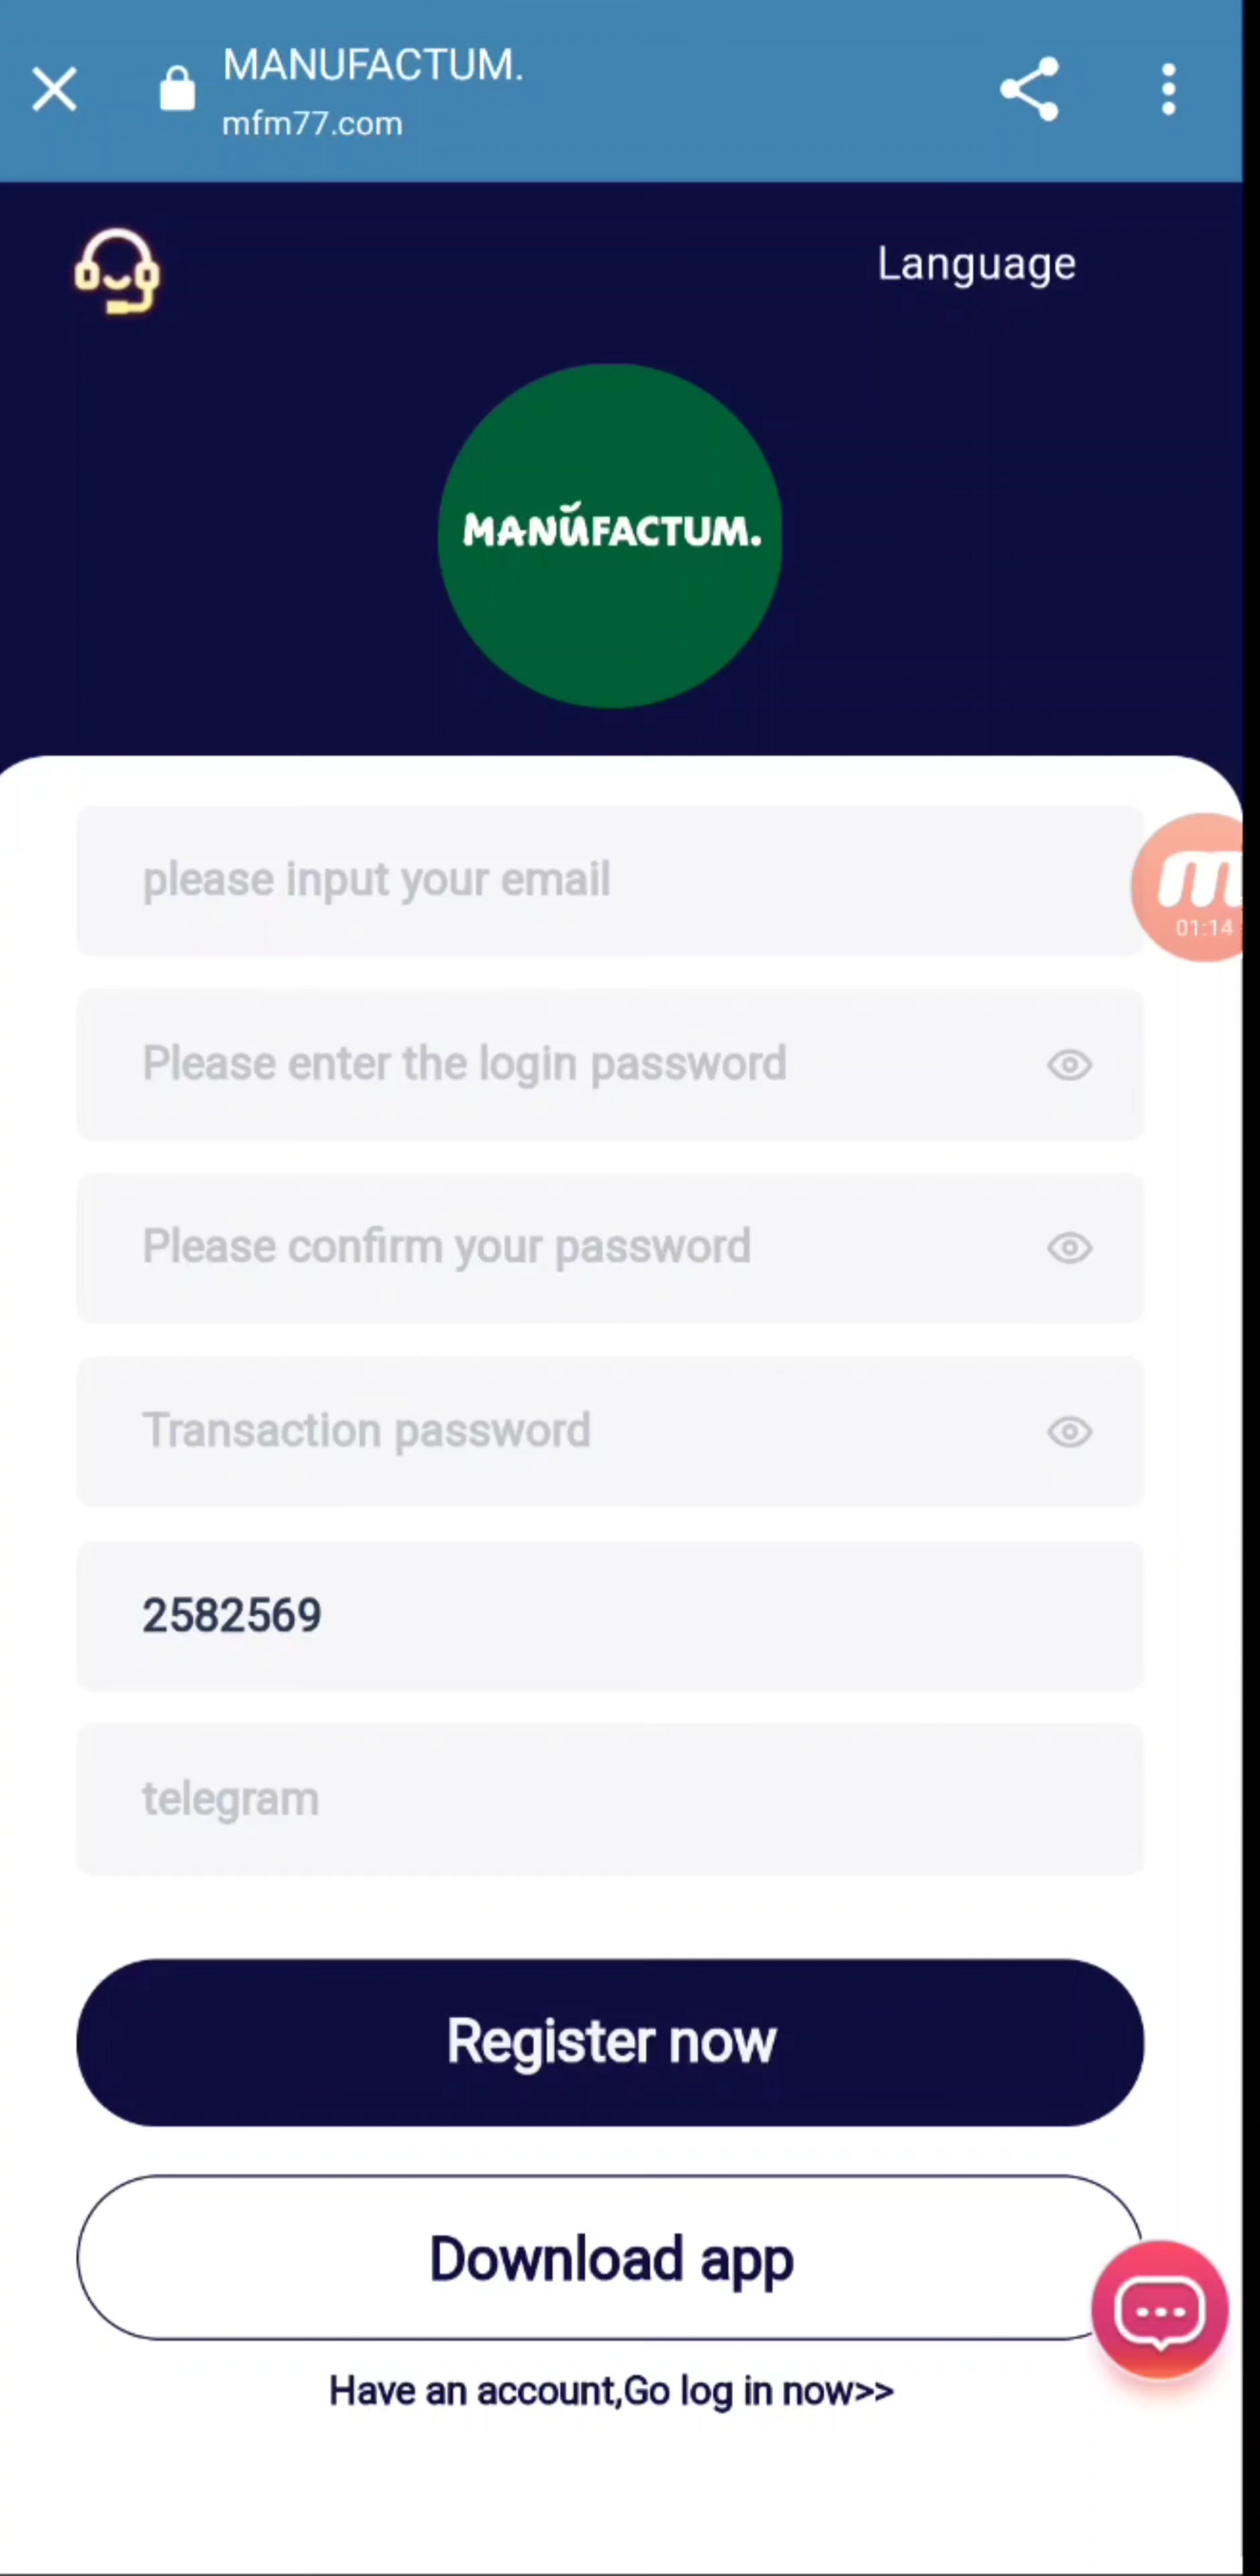 MANUFACTUM.
mfm77.com
Language
MANŬFACTUM.
please input your email
01:14
Please enter the login password
Please confirm your password
Transaction password
2582569
telegram
Register now
Download app
Have an account,Go log in now>>